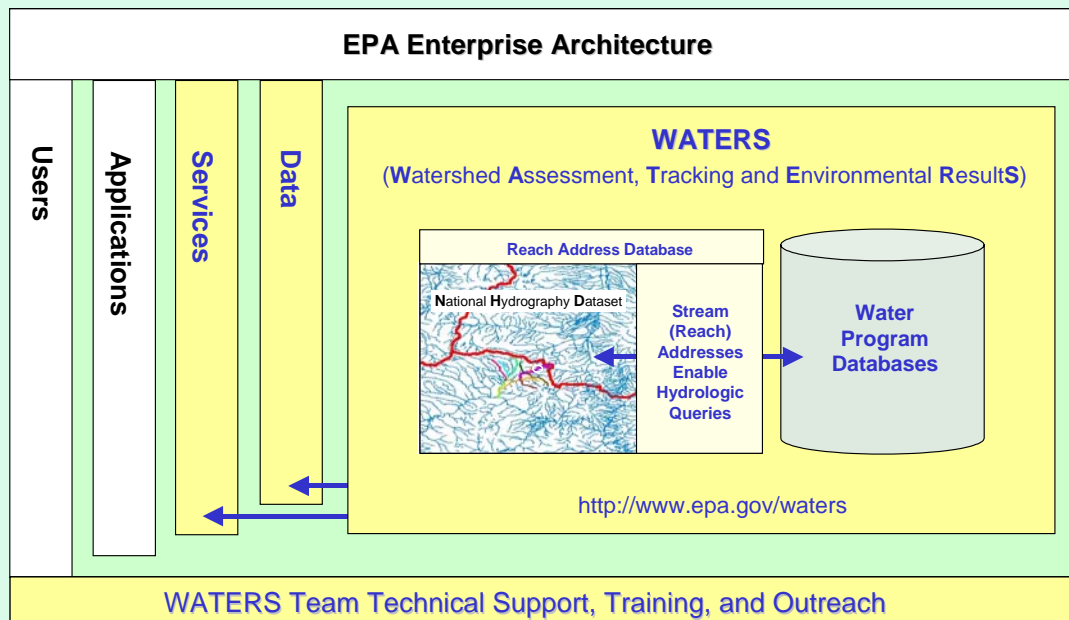 EPA Enterprise Architecture
Users
Applications
Services
Data
WATERS
(Watershed Assessment, Tracking and Environmental ResultS)
Reach Address Database
National Hydrography Dataset
Stream
(Reach)
Addresses
Enable
Hydrologic
Queries
Water
Program
Databases
http://www.epa.gov/waters
WATERS Team Technical Support, Training, and Outreach